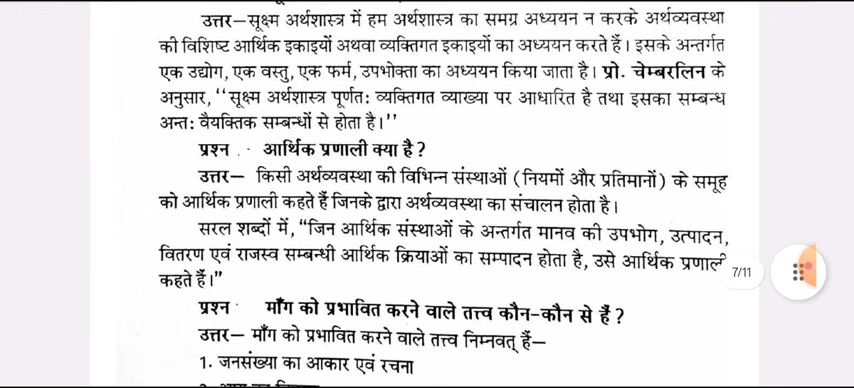 उत्तर—सूक्ष्म अर्थशास्त्र में हम अर्थशास्त्र का समग्र अध्ययन न करके अर्थव्यवस्था
की विशिष्ट आर्थिक इकाइयों अथवा व्यक्तिगत इकाइयों का अध्ययन करते हैं। इसके अन्तर्गत
एक उद्योग, एक वस्तु, एक फर्म, उपभोक्ता का अध्ययन किया जाता है। प्रो. चेम्बरलिन के
अनुसार, ''सूक्ष्म अर्थशास्त्र पूर्णत: व्यक्तिगत व्याख्या पर आधारित है तथा इसका सम्बन्ध
अन्त: वैयक्तिक सम्बन्धों से होता है।''
प्रश्न . · आर्थिक प्रणाली क्या है?
उत्तर— किसी अर्थव्यवस्था की विभिन्न संस्थाओं (नियमों और प्रतिमानों) के समूह
को आर्थिक प्रणाली कहते हैं जिनके द्वारा अर्थव्यवस्था का संचालन होता है।
सरल शब्दों में, "जिन आर्थिक संस्थाओं के अन्तर्गत मानव की उपभोग, उत्पादन,
वितरण एवं राजस्व सम्बन्धी आर्थिक क्रियाओं का सम्पादन होता है, उसे आर्थिक प्रणाली
कहते हैं।"
7/11
प्रश्न · माँग को प्रभावित करने वाले तत्त्व कौन-कौन से हैं?
उत्तर— माँग को प्रभावित करने वाले तत्त्व निम्नवत् हैं—
1. जनसंख्या का आकार एवं रचना